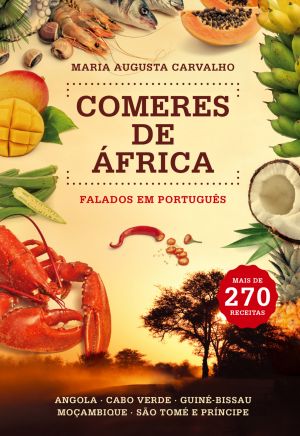 MARIA AUGUSTA CARVALHO
COMERES
DE
ÁFRICA
FALADOS EM PORTUGUÊS
MAIS DE
270
RECEITAS
ANGOLA · CABO VERDE · GUINÉ-BISSAU
MOÇAMBIQUE · SÃO TOMÉ E PRÍNCIPE